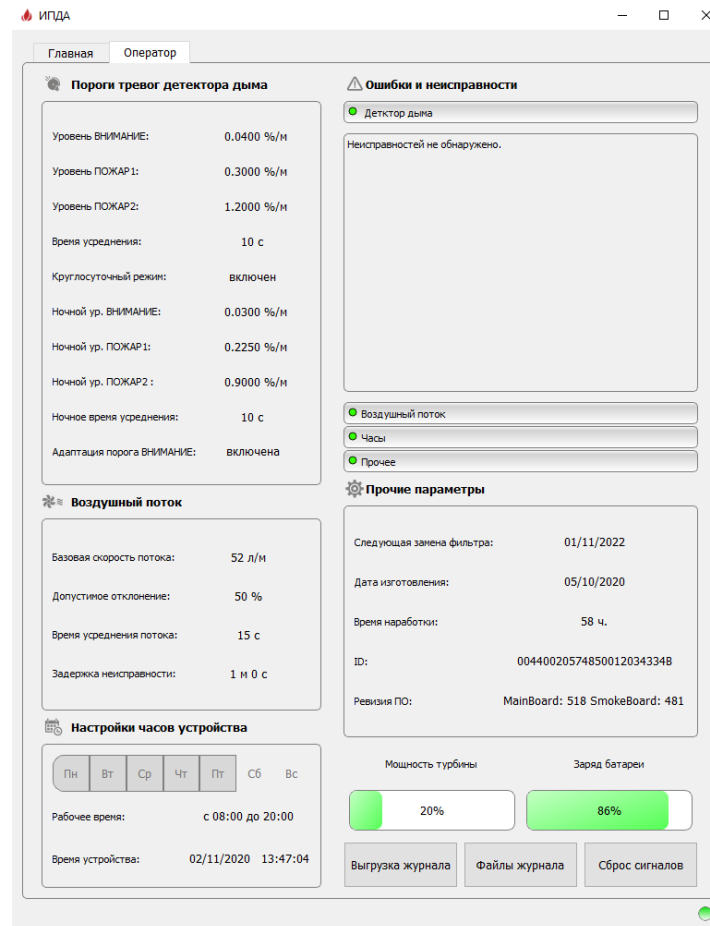 ИПДА
Главная
Оператор
Пороги тревог детектора дыма
Уровень ВНИМАНИЕ: 0.0400 %/м
Уровень ПОЖАР1: 0.3000 %/м
Уровень ПОЖАР2: 1.2000 %/м
Время усреднения: 10 с
Круглосуточный режим: включен
Ночной ур. ВНИМАНИЕ: 0.0300 %/м
Ночной ур. ПОЖАР1: 0.2250 %/м
Ночной ур. ПОЖАР2 : 0.9000 %/м
Ночное время усреднения: 10 с
Адаптация порога ВНИМАНИЕ: включена
Воздушный поток
Базовая скорость потока: 52 л/м
Допустимое отклонение: 50 %
Время усреднения потока: 15 с
Задержка неисправности: 1 м 0 с
Настройки часов устройства
Пн Вт Ср Чт Пт Сб Вс
Рабочее время: с 08:00 до 20:00
Время устройства: 02/11/2020 13:47:04
Ошибки и неисправности
Детктор дыма
Неисправностей не обнаружено.
Воздушный поток
Часы
Прочее
Прочие параметры
Следующая замена фильтра: 01/11/2022
Дата изготовления: 05/10/2020
Время наработки: 58 ч.
ID: 00440020574850012034334B
Ревизия ПО: MainBoard: 518 SmokeBoard: 481
Мощность турбины Заряд батареи
20% 86%
Выгрузка журнала Файлы журнала Сброс сигналов